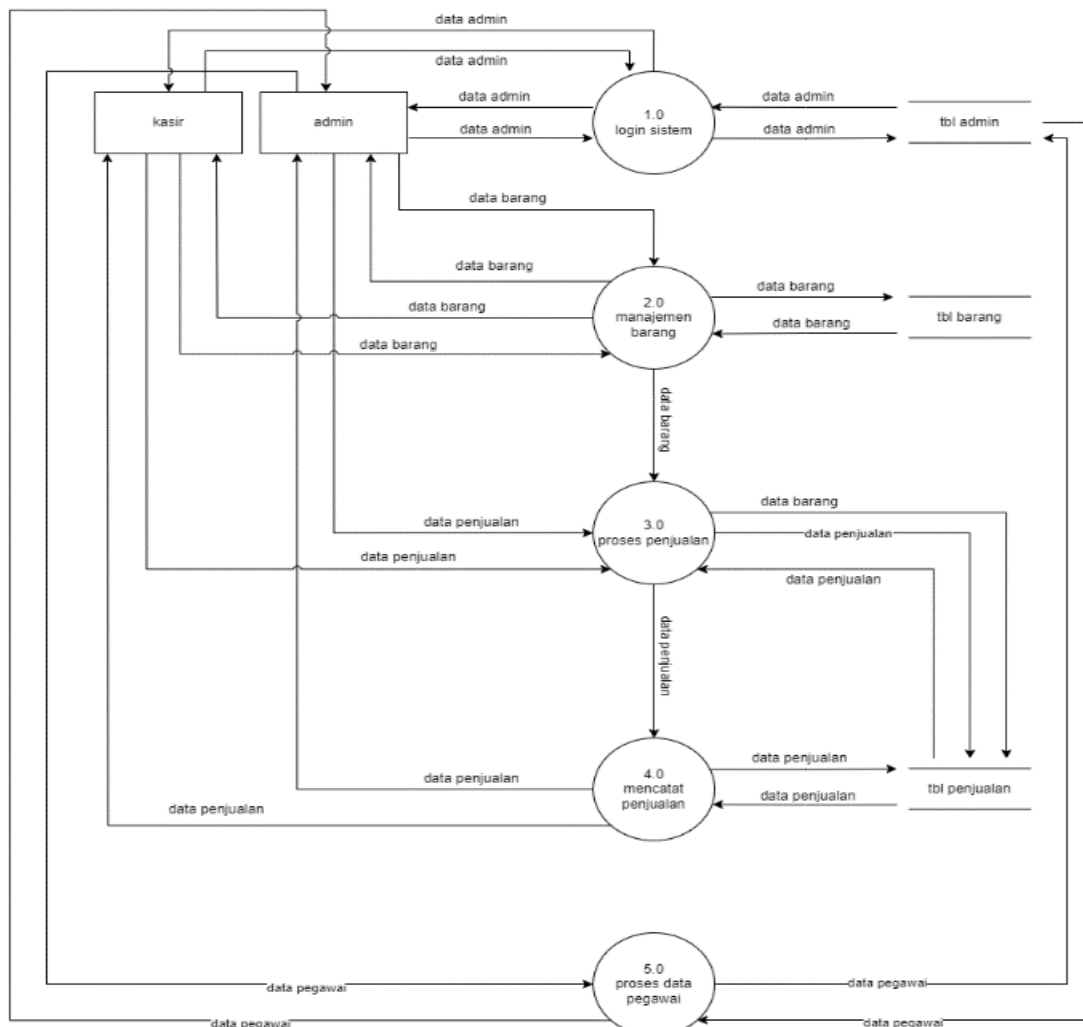 data admin
data admin
kasir
admin
data admin
data admin
1.0
login sistem
data admin
data admin
tbl admin
data barang
data barang
data barang
data barang
2.0
manajemen
barang
data barang
data barang
tbl barang
data barang
data penjualan
data penjualan
3.0
proses penjualan
data barang
data penjualan
data penjualan
data penjualan
data penjualan
data penjualan
4.0
mencatat
penjualan
data penjualan
data penjualan
tbl penjualan
data pegawai
data pegawai
5.0
proses data
pegawai
data pegawai
data pegawai